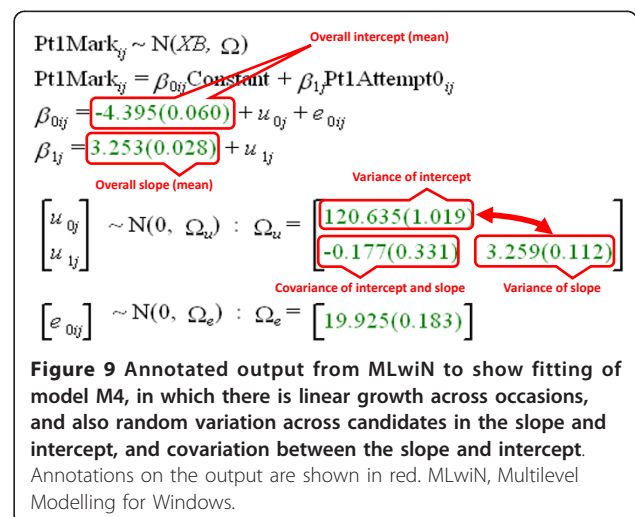 Overall intercept (mean)
Pt1Mark_ij ~ N(XB, Ω)
Pt1Mark_ij = β_0ij Constant + β_1j Pt1Attempt0_ij
β_0ij = -4.395(0.060) + u_0j + e_0ij
β_1j = 3.253(0.028) + u_1j
Overall slope (mean)
Variance of intercept
[u_0j] ~ N(0, Ω_u) : Ω_u = [120.635(1.019)]
[u_1j] [-0.177(0.331) 3.259(0.112)]
Covariance of intercept and slope Variance of slope
[e_0ij] ~ N(0, Ω_e) : Ω_e = [19.925(0.183)]
Figure 9 Annotated output from MLwiN to show fitting of
model M4, in which there is linear growth across occasions,
and also random variation across candidates in the slope and
intercept, and covariation between the slope and intercept.
Annotations on the output are shown in red. MLwiN, Multilevel
Modelling for Windows.